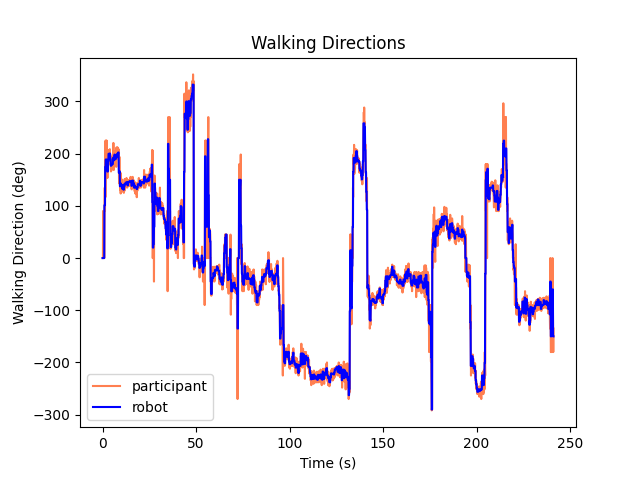 Walking Directions
Walking Direction (deg)
300
200
100
0
−100
−200
−300
participant
robot
0
50
100
150
200
250
Time (s)